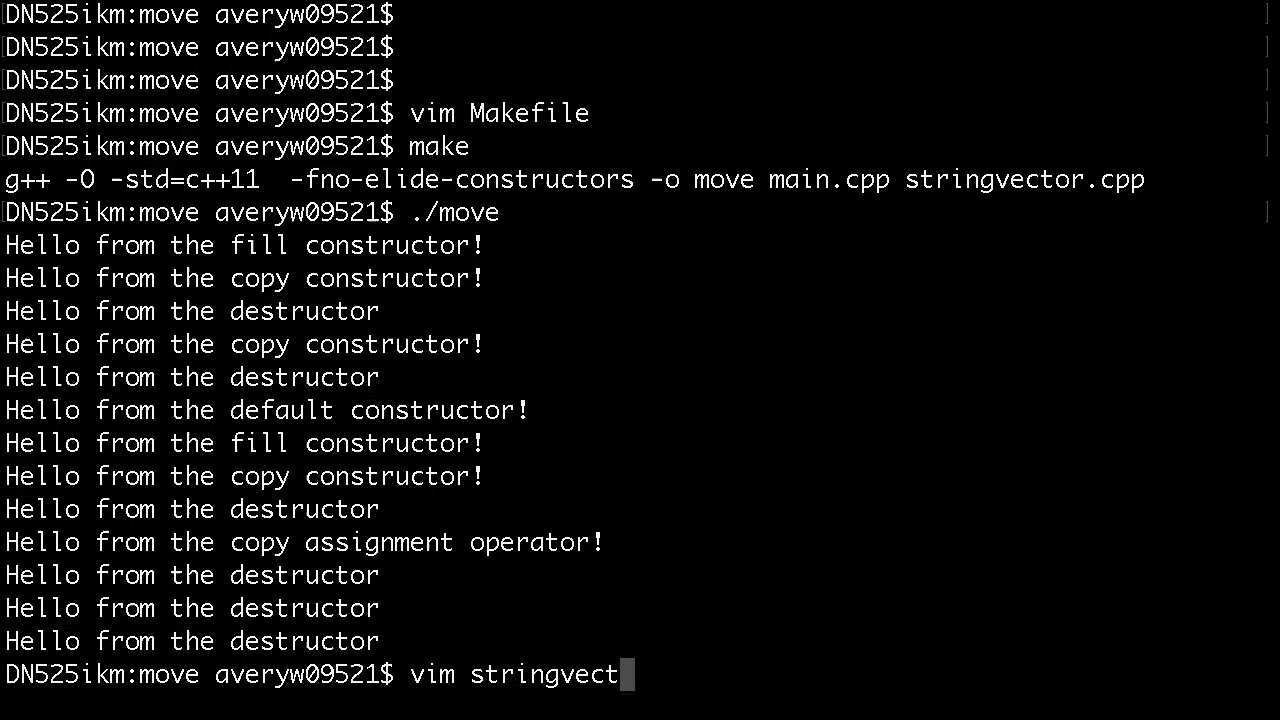 [DN525ikm:move averyw09521$ ]
[DN525ikm:move averyw09521$ ]
[DN525ikm:move averyw09521$ ]
[DN525ikm:move averyw09521$ vim Makefile ]
[DN525ikm:move averyw09521$ make ]
g++ -O -std=c++11  -fno-elide-constructors -o move main.cpp stringvector.cpp
[DN525ikm:move averyw09521$ ./move ]
Hello from the fill constructor!
Hello from the copy constructor!
Hello from the destructor
Hello from the copy constructor!
Hello from the destructor
Hello from the default constructor!
Hello from the fill constructor!
Hello from the copy constructor!
Hello from the destructor
Hello from the copy assignment operator!
Hello from the destructor
Hello from the destructor
Hello from the destructor
DN525ikm:move averyw09521$ vim stringvect